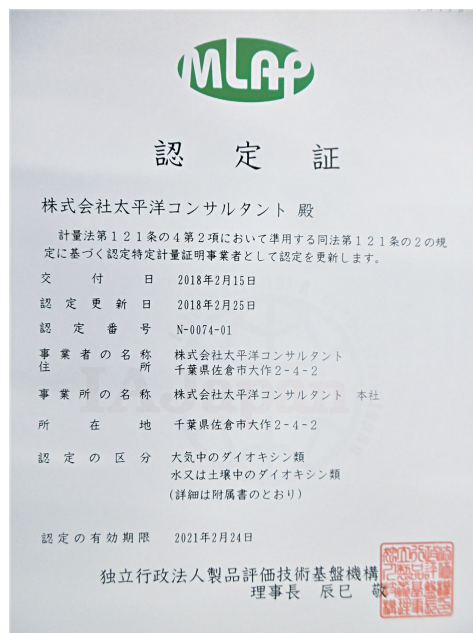 MLAP
認定証
株式会社太平洋コンサルタント 殿
計量法第121条の4第2項において準用する同法第121条の2の規
定に基づく認定特定計量証明事業者として認定を更新します。
交付日 2018年2月15日
認定更新日 2018年2月25日
認定番号 N-0074-01
事業者の名称 株式会社太平洋コンサルタント
住所 千葉県佐倉市大作2-4-2
事業所の名称 株式会社太平洋コンサルタント 本社
所在地 千葉県佐倉市大作2-4-2
認定の区分 大気中のダイオキシン類
水又は土壌中のダイオキシン類
(詳細は附属書のとおり)
認定の有効期限 2021年2月24日
独立行政法人製品評価技術基盤機構
理事長 辰巳 敬